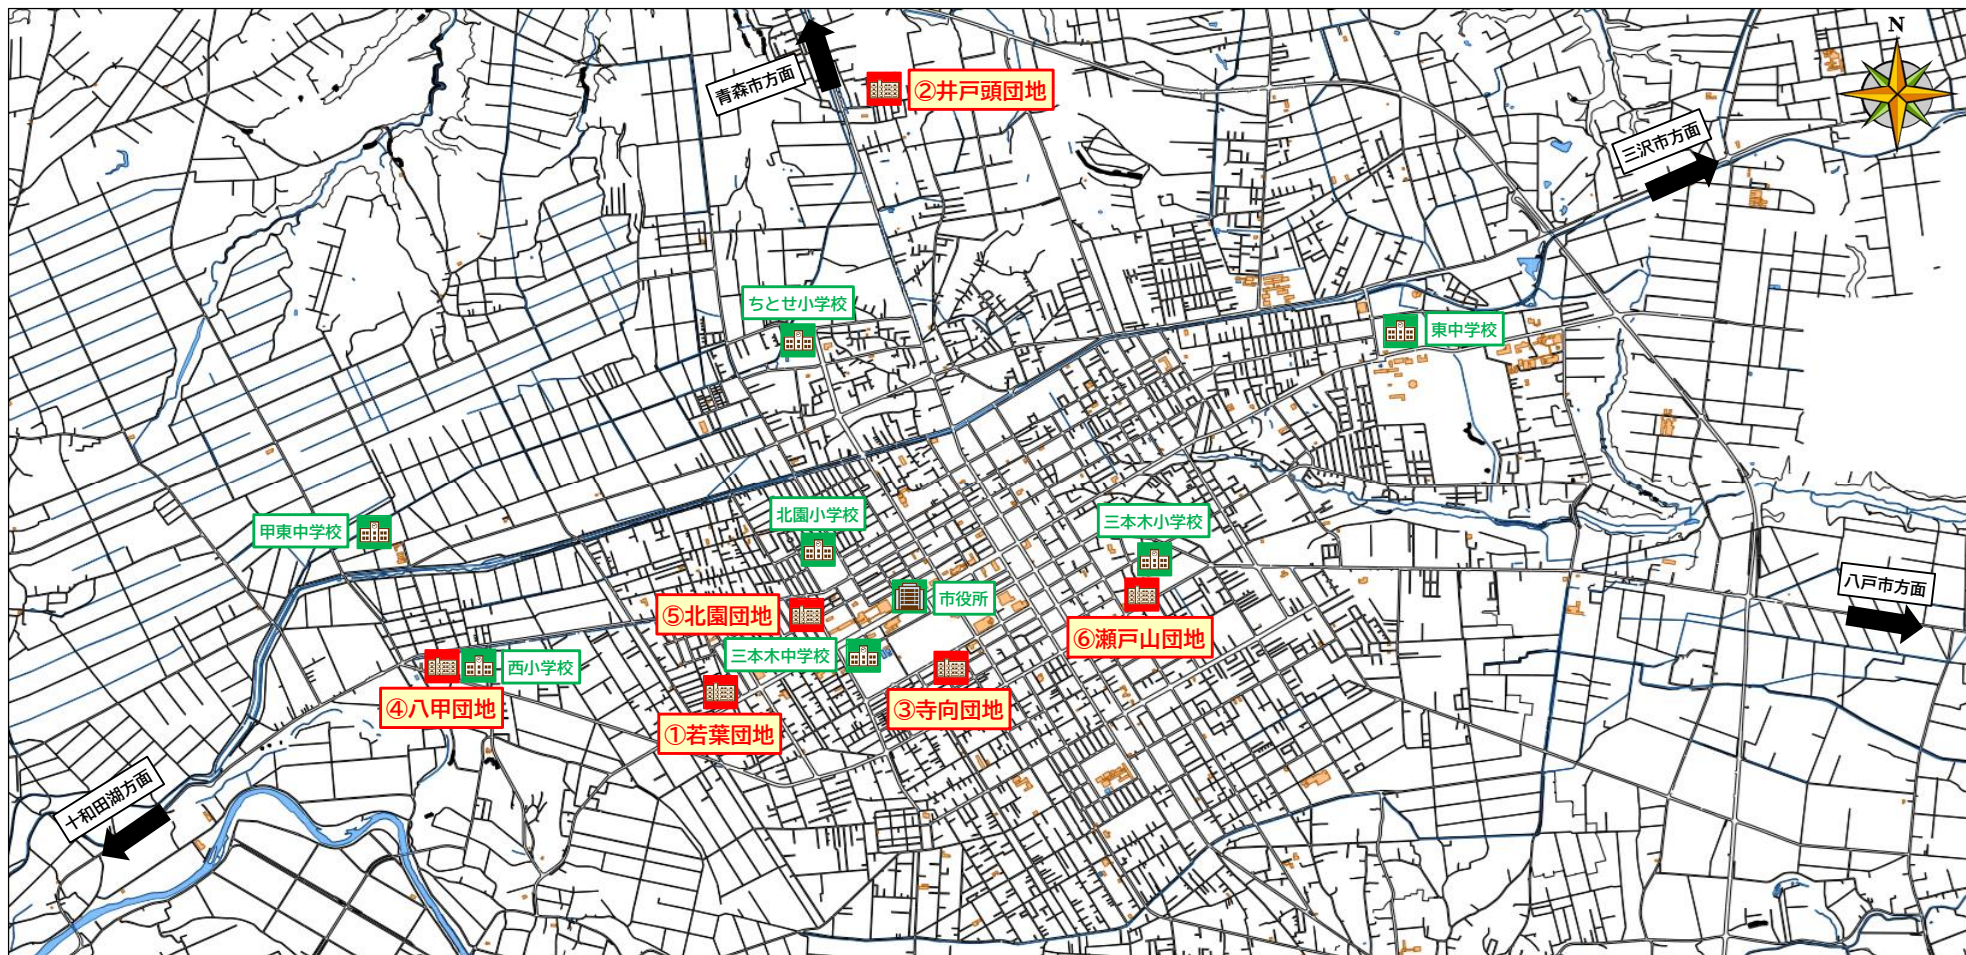 N
青森市方面
②井戸頭団地
三沢市方面
ちとせ小学校
東中学校
北園小学校
三本木小学校
甲東中学校
八戸市方面
市役所
⑤北園団地
⑥瀬戸山団地
三本木中学校
西小学校
④八甲団地
③寺向団地
①若葉団地
十和田湖方面